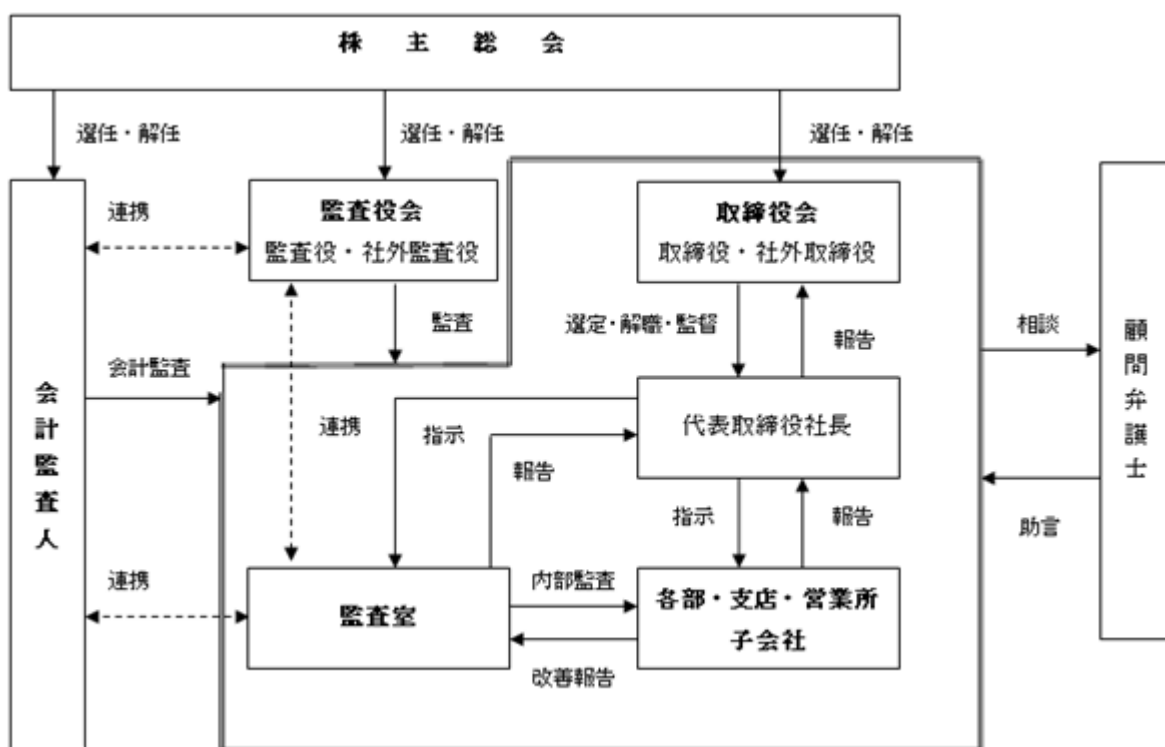 株主総会
選任・解任
選任・解任
選任・解任
連携
監査役会
監査役・社外監査役
取締役会
取締役・社外取締役
監査
選定・解職・監督
報告
相談
顧問弁護士
会計監査
会計監査人
連携
指示
報告
代表取締役社長
指示
報告
助言
連携
監査室
内部監査
改善報告
各部・支店・営業所
子会社